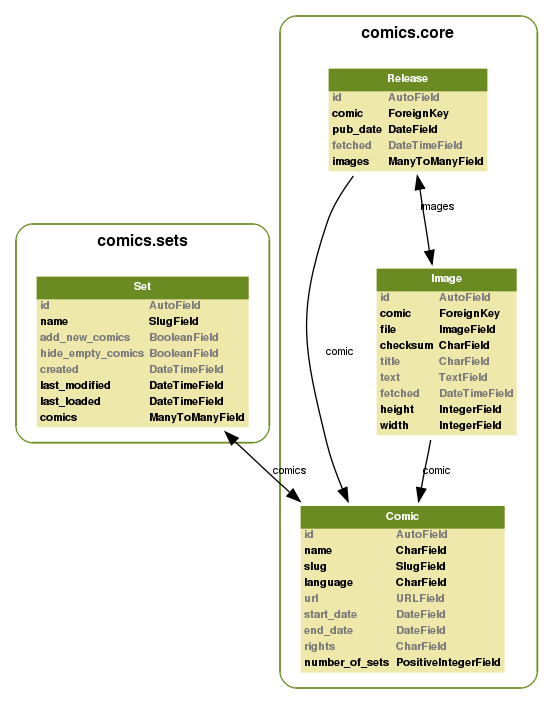 comics.core
Release
id AutoField
comic ForeignKey
pub_date DateField
fetched DateTimeField
images ManyToManyField
images
comics.sets
Set
id AutoField
name SlugField
add_new_comics BooleanField
hide_empty_comics BooleanField
created DateTimeField
last_modified DateTimeField
last_loaded DateTimeField
comics ManyToManyField
Image
id AutoField
comic ForeignKey
file ImageField
checksum CharField
title CharField
text TextField
fetched DateTimeField
height IntegerField
width IntegerField
comic
comics
comic
Comic
id AutoField
name CharField
slug SlugField
language CharField
url URLField
start_date DateField
end_date DateField
rights CharField
number_of_sets PositiveIntegerField